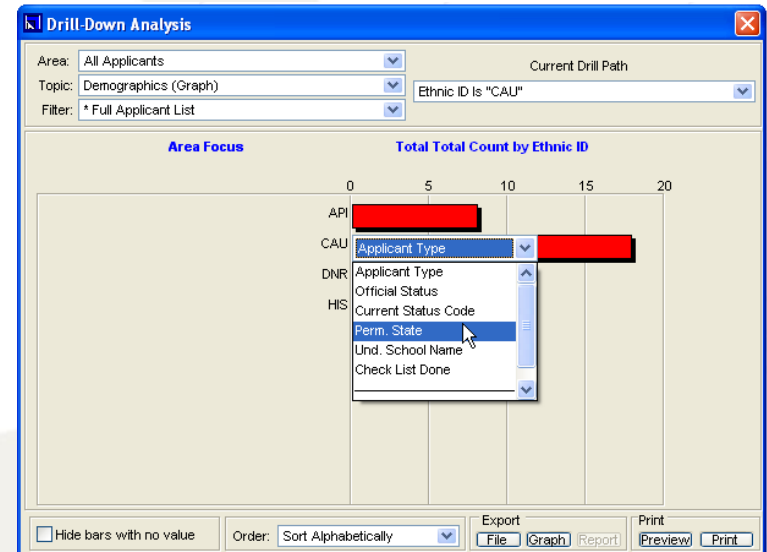 Drill-Down Analysis
Area: All Applicants
Current Drill Path
Topic: Demographics (Graph)
Ethnic ID Is "CAU"
Filter: * Full Applicant List
Area Focus
Total Total Count by Ethnic ID
0 5 10 15 20
API
CAU Applicant Type
DNR Applicant Type
Official Status
HIS Current Status Code
Perm. State
Und. School Name
Check List Done
Hide bars with no value
Order: Sort Alphabetically
Export
File Graph Report
Print
Preview Print